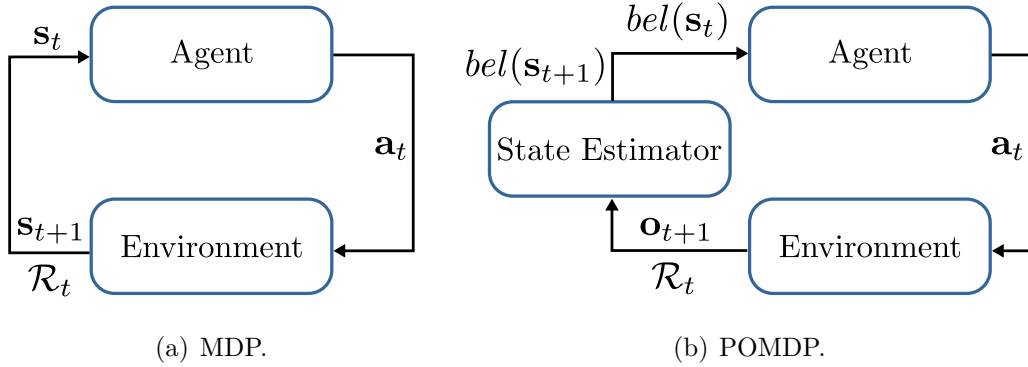 s_t
Agent
a_t
s_{t+1}
Environment
ℛ_t
(a) MDP.
bel(s_t)
Agent
bel(s_{t+1})
State Estimator
a_t
o_{t+1}
Environment
ℛ_t
(b) POMDP.